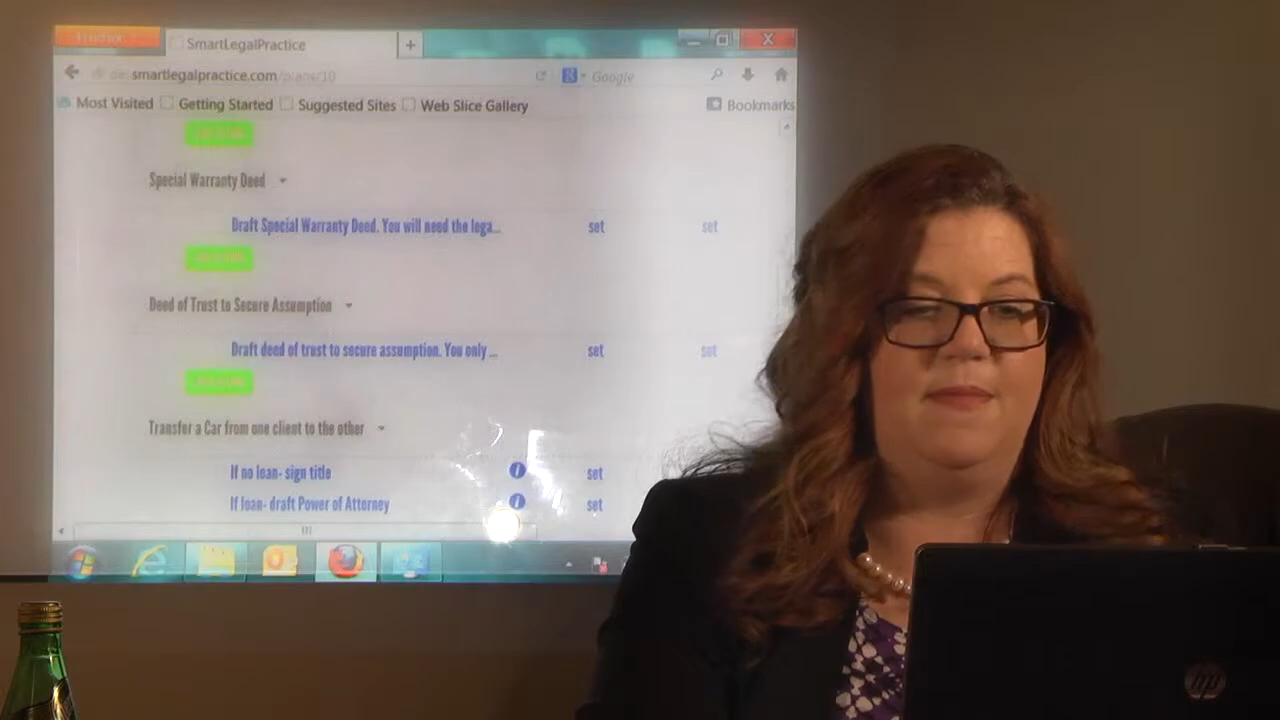 SmartLegalPractice
+
X
smartlegalpractice.com/plans/10
Google
Most Visited
Getting Started
Suggested Sites
Web Slice Gallery
Bookmarks
Special Warranty Deed
Draft Special Warranty Deed. You will need the lega...
set
set
Deed of Trust to Secure Assumption
Draft deed of trust to secure assumption. You only ...
set
set
Transfer a Car from one client to the other
If no loan- sign title
i
set
If loan- draft Power of Attorney
i
set
hp